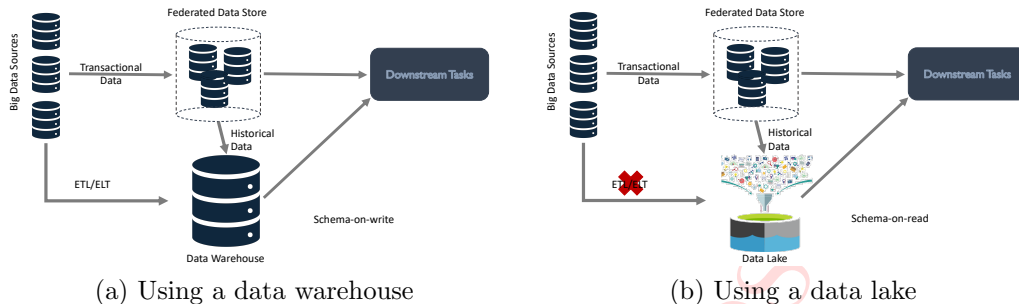 Federated Data Store
Big Data Sources
Transactional
Data
Downstream Tasks
Historical
Data
ETL/ELT
Schema-on-write
Data Warehouse
(a) Using a data warehouse
Federated Data Store
Big Data Sources
Transactional
Data
Downstream Tasks
Historical
Data
ETL/ELT
Schema-on-read
Data Lake
(b) Using a data lake